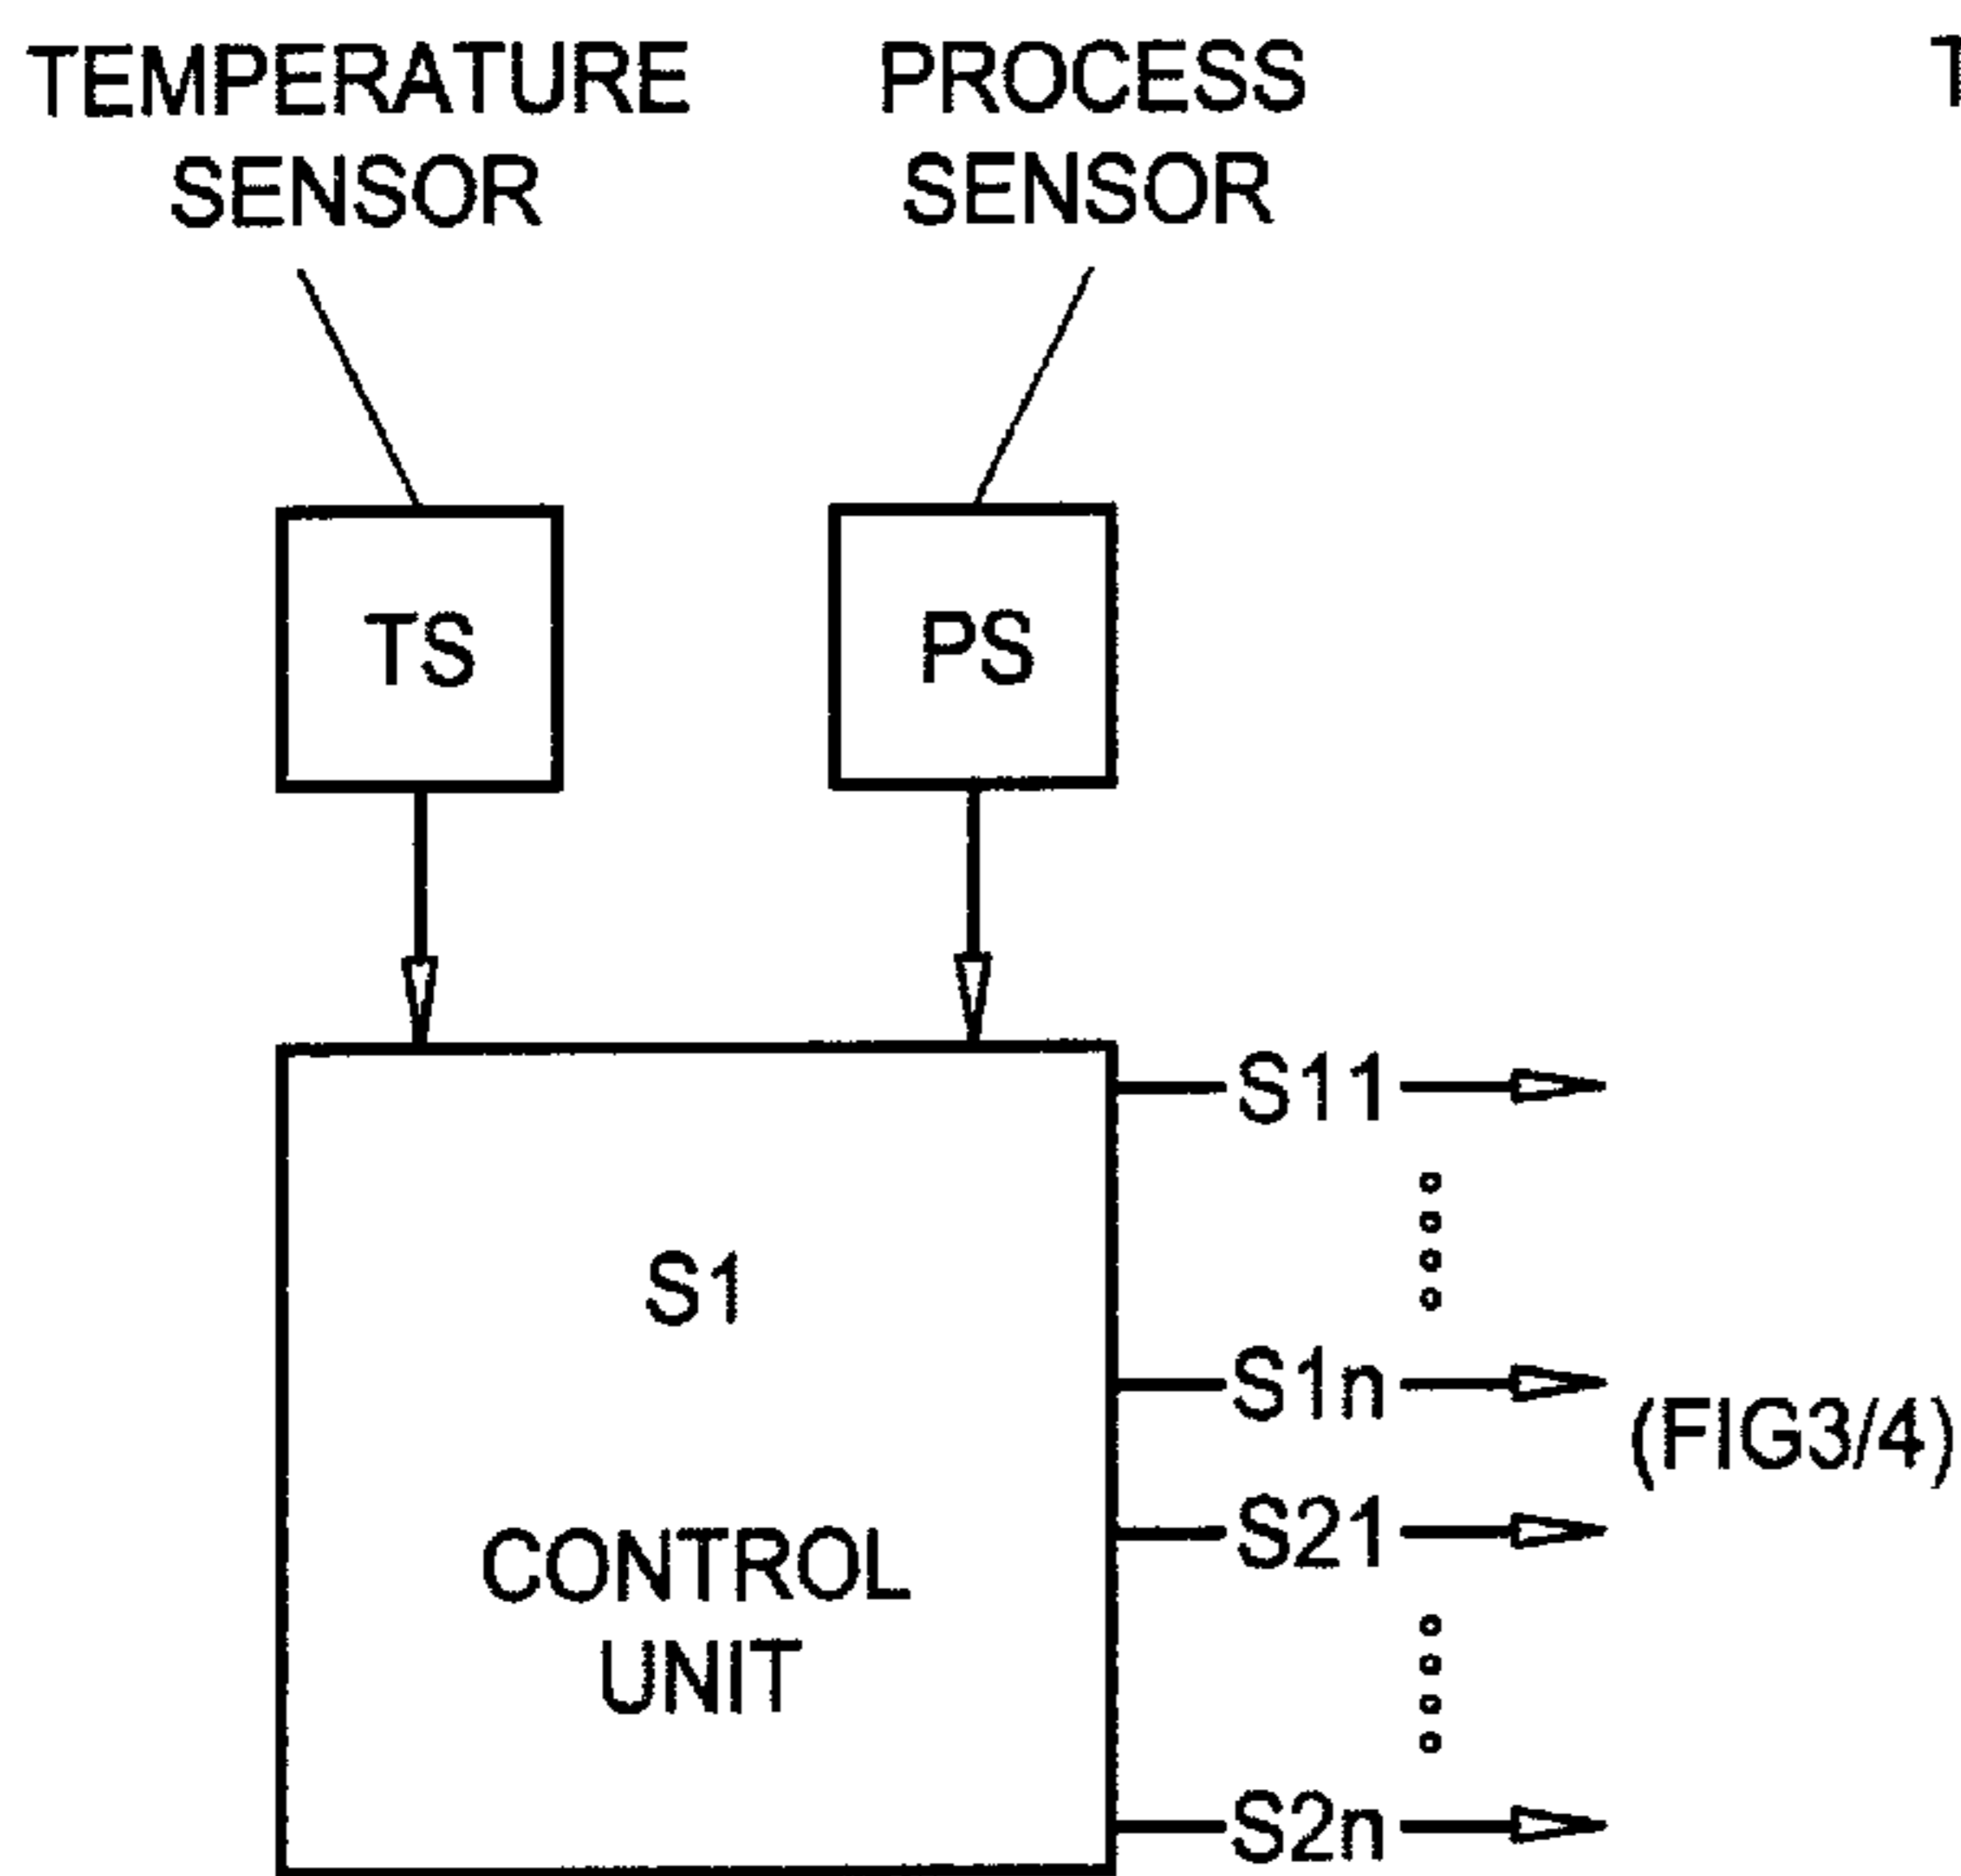 TEMPERATURE
SENSOR
PROCESS
SENSOR
T
TS
PS
S1
CONTROL
UNIT
S11
S1n
(FIG3/4)
S21
S2n